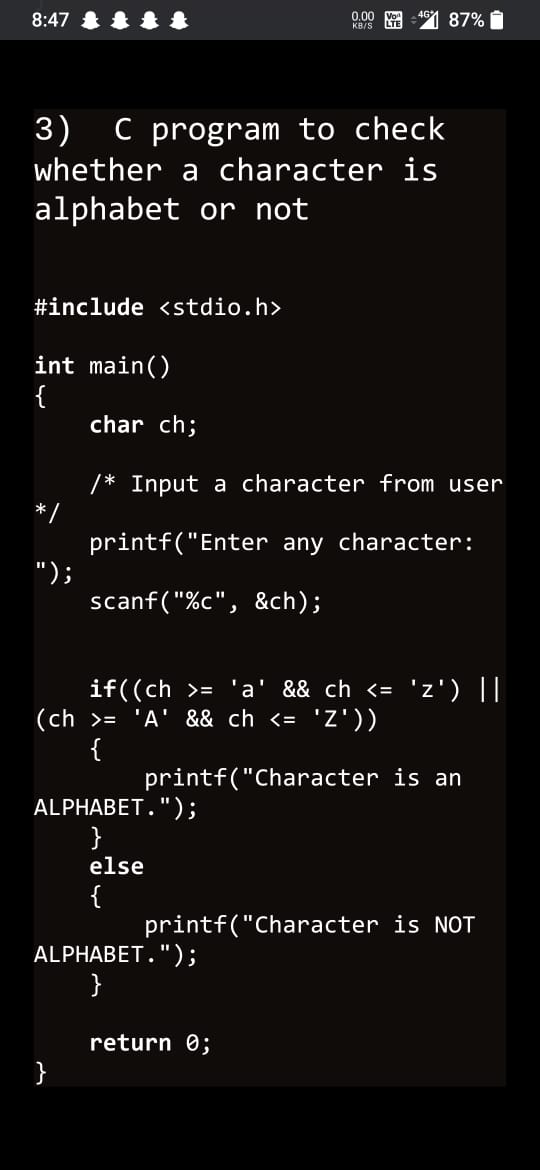 8:47 0.00 KB/S VoLTE 4G+ 87%
3)  C program to check
whether a character is
alphabet or not
#include <stdio.h>
int main()
{
    char ch;
    /* Input a character from user
*/
    printf("Enter any character:
");
    scanf("%c", &ch);
    if((ch >= 'a' && ch <= 'z') ||
(ch >= 'A' && ch <= 'Z'))
    {
        printf("Character is an
ALPHABET.");
    }
    else
    {
        printf("Character is NOT
ALPHABET.");
    }
    return 0;
}